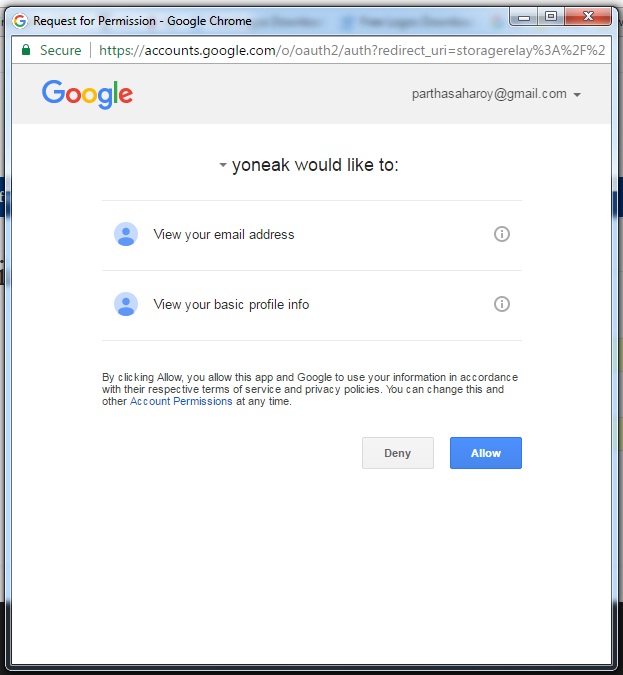 Request for Permission - Google Chrome
Secure https://accounts.google.com/o/oauth2/auth?redirect_uri=storagerelay%3A%2F%2
Google
parthasaharoy@gmail.com
yoneak would like to:
View your email address
View your basic profile info
By clicking Allow, you allow this app and Google to use your information in accordance
with their respective terms of service and privacy policies. You can change this and
other Account Permissions at any time.
Deny
Allow